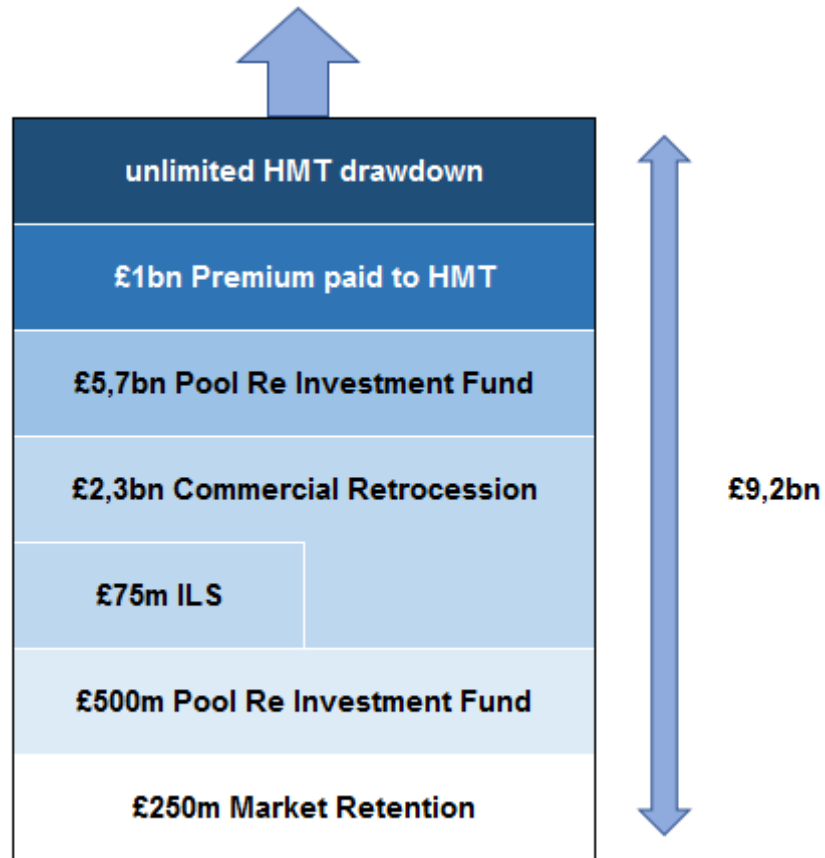 unlimited HMT drawdown
£1bn Premium paid to HMT
£5,7bn Pool Re Investment Fund
£2,3bn Commercial Retrocession
£9,2bn
£75m ILS
£500m Pool Re Investment Fund
£250m Market Retention